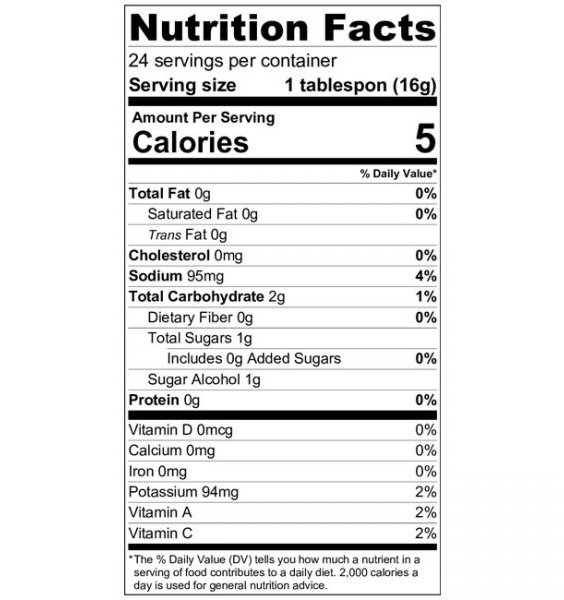 Nutrition Facts
24 servings per container
Serving size 1 tablespon (16g)
Amount Per Serving
Calories 5
% Daily Value*
Total Fat 0g 0%
Saturated Fat 0g 0%
Trans Fat 0g
Cholesterol 0mg 0%
Sodium 95mg 4%
Total Carbohydrate 2g 1%
Dietary Fiber 0g 0%
Total Sugars 1g
Includes 0g Added Sugars 0%
Sugar Alcohol 1g
Protein 0g 0%
Vitamin D 0mcg 0%
Calcium 0mg 0%
Iron 0mg 0%
Potassium 94mg 2%
Vitamin A 2%
Vitamin C 2%
*The % Daily Value (DV) tells you how much a nutrient in a
serving of food contributes to a daily diet. 2,000 calories a
day is used for general nutrition advice.